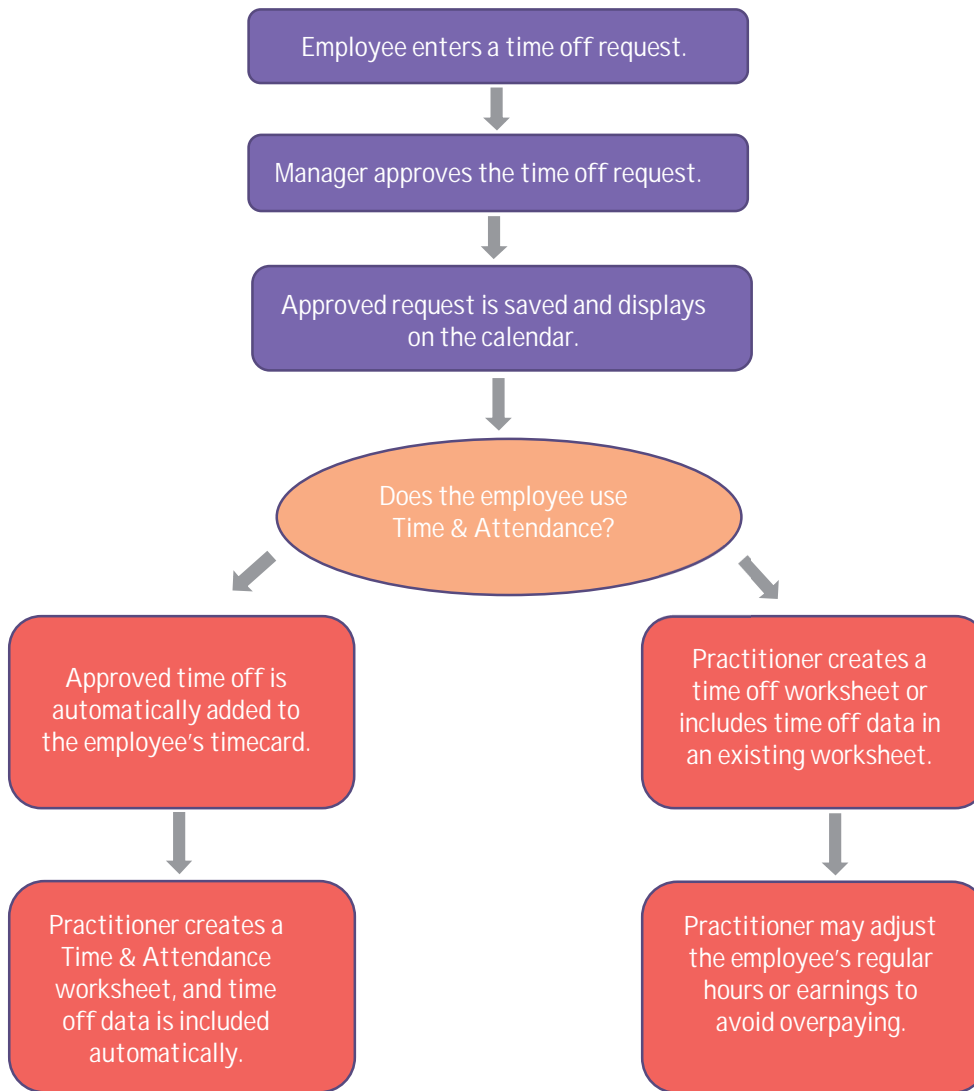 Employee enters a time off request.
Manager approves the time off request.
Approved request is saved and displays
on the calendar.
Does the employee use
Time & Attendance?
Approved time off is
automatically added to
the employee’s timecard.
Practitioner creates a
time off worksheet or
includes time off data in
an existing worksheet.
Practitioner creates a
Time & Attendance
worksheet, and time
off data is included
automatically.
Practitioner may adjust
the employee’s regular
hours or earnings to
avoid overpaying.